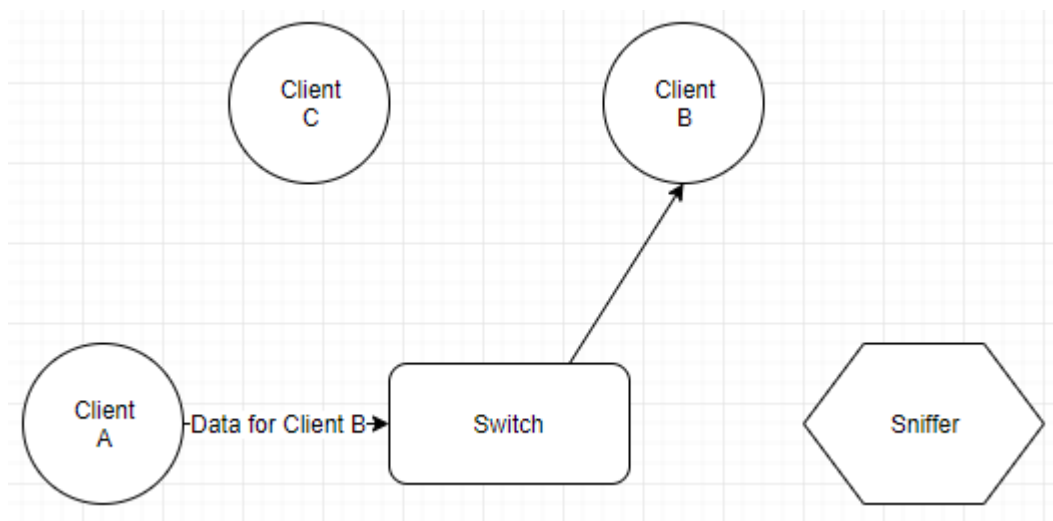 Client
C
Client
B
Client
A
Data for Client B
Switch
Sniffer